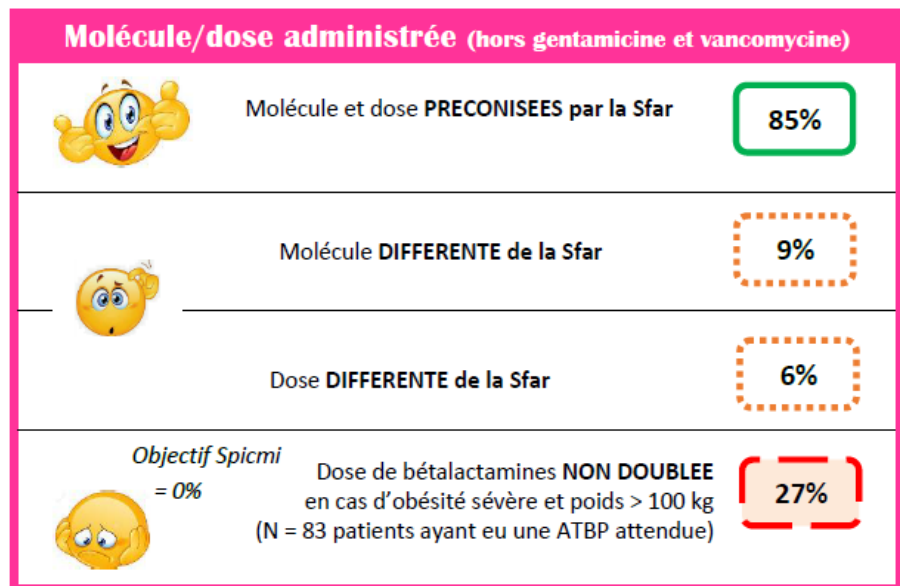 Molécule/dose administrée (hors gentamicine et vancomycine)
Molécule et dose PRECONISEES par la Sfar
85%
Molécule DIFFERENTE de la Sfar
9%
Dose DIFFERENTE de la Sfar
6%
Objectif Spicmi
= 0%
Dose de bétalactamines NON DOUBLEE
en cas d'obésité sévère et poids > 100 kg
(N = 83 patients ayant eu une ATBP attendue)
27%